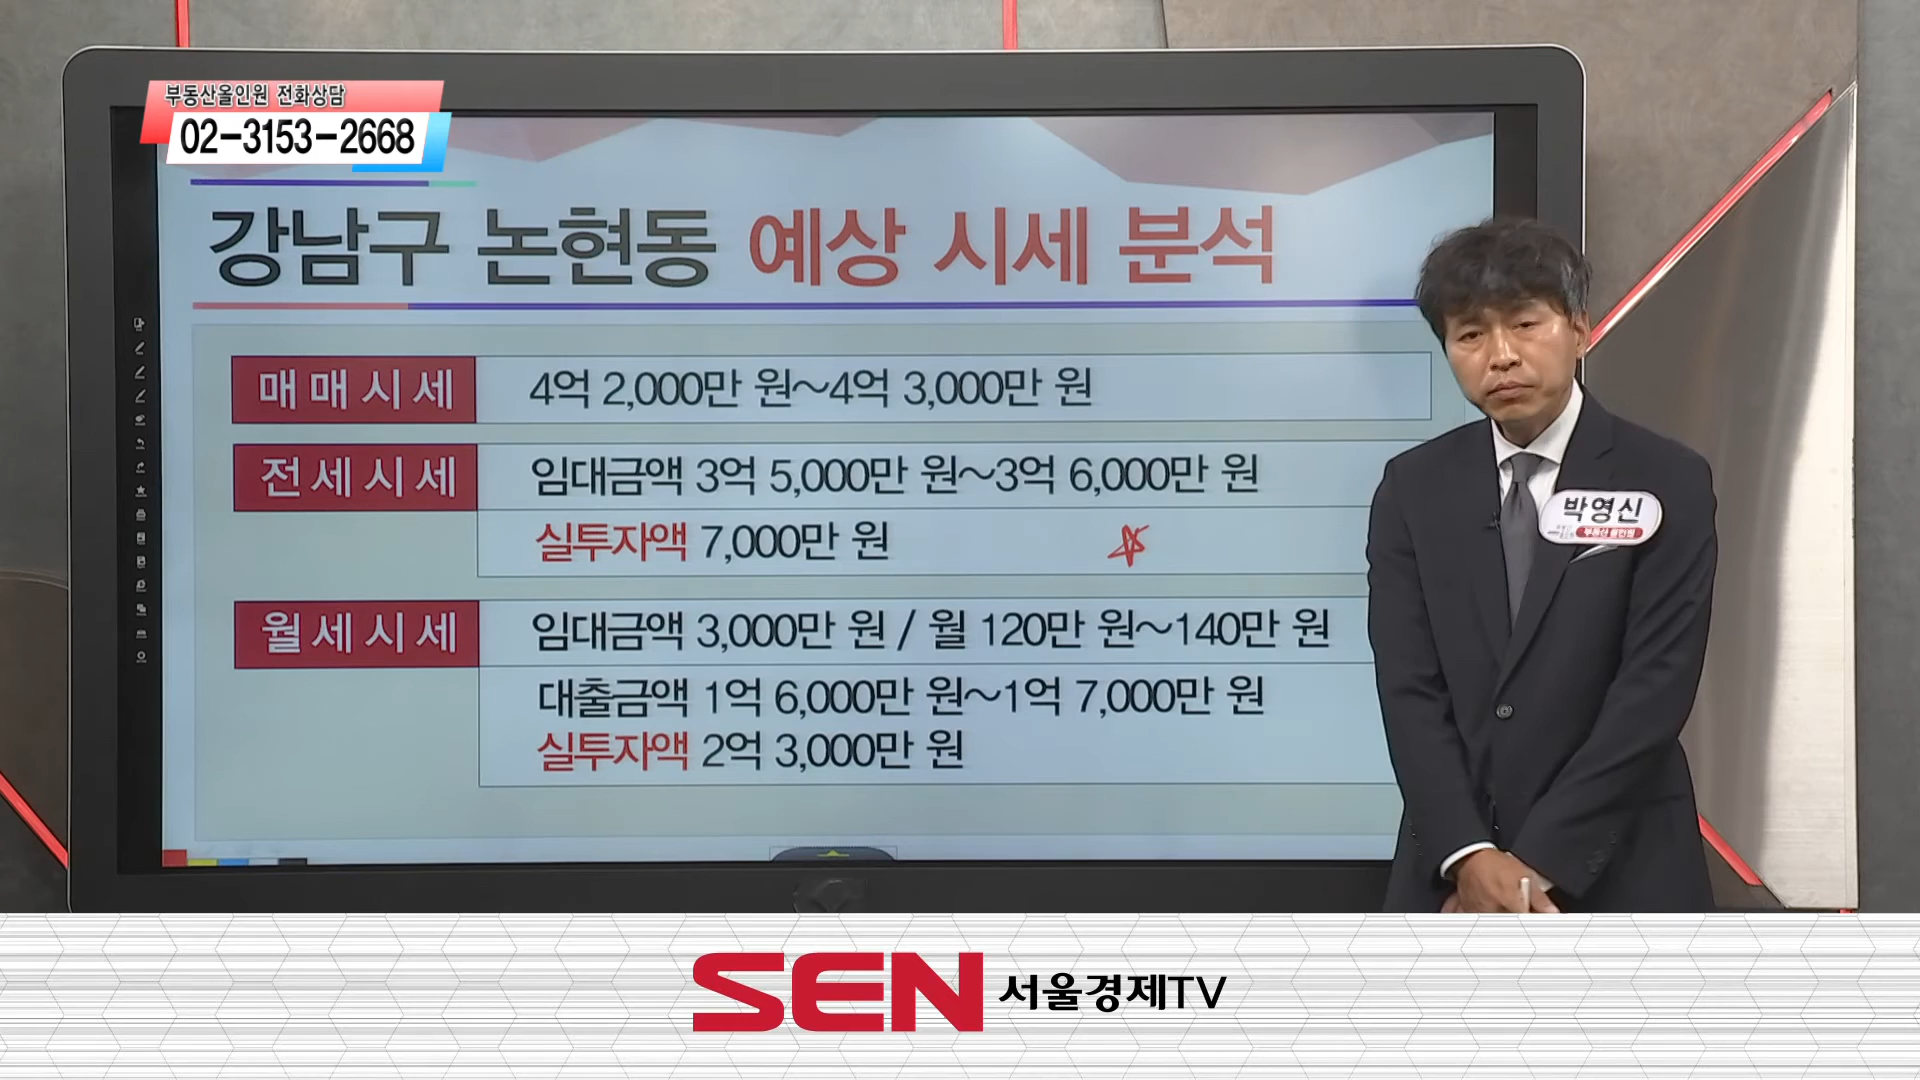 부동산올인원 전화상담
02-3153-2668
강남구 논현동 예상 시세 분석
매매시세 4억 2,000만 원~4억 3,000만 원
전세시세 임대금액 3억 5,000만 원~3억 6,000만 원
실투자액 7,000만 원
월세시세 임대금액 3,000만 원 / 월 120만 원~140만 원
대출금액 1억 6,000만 원~1억 7,000만 원
실투자액 2억 3,000만 원
박영신
부동산 올인원
SEN 서울경제TV